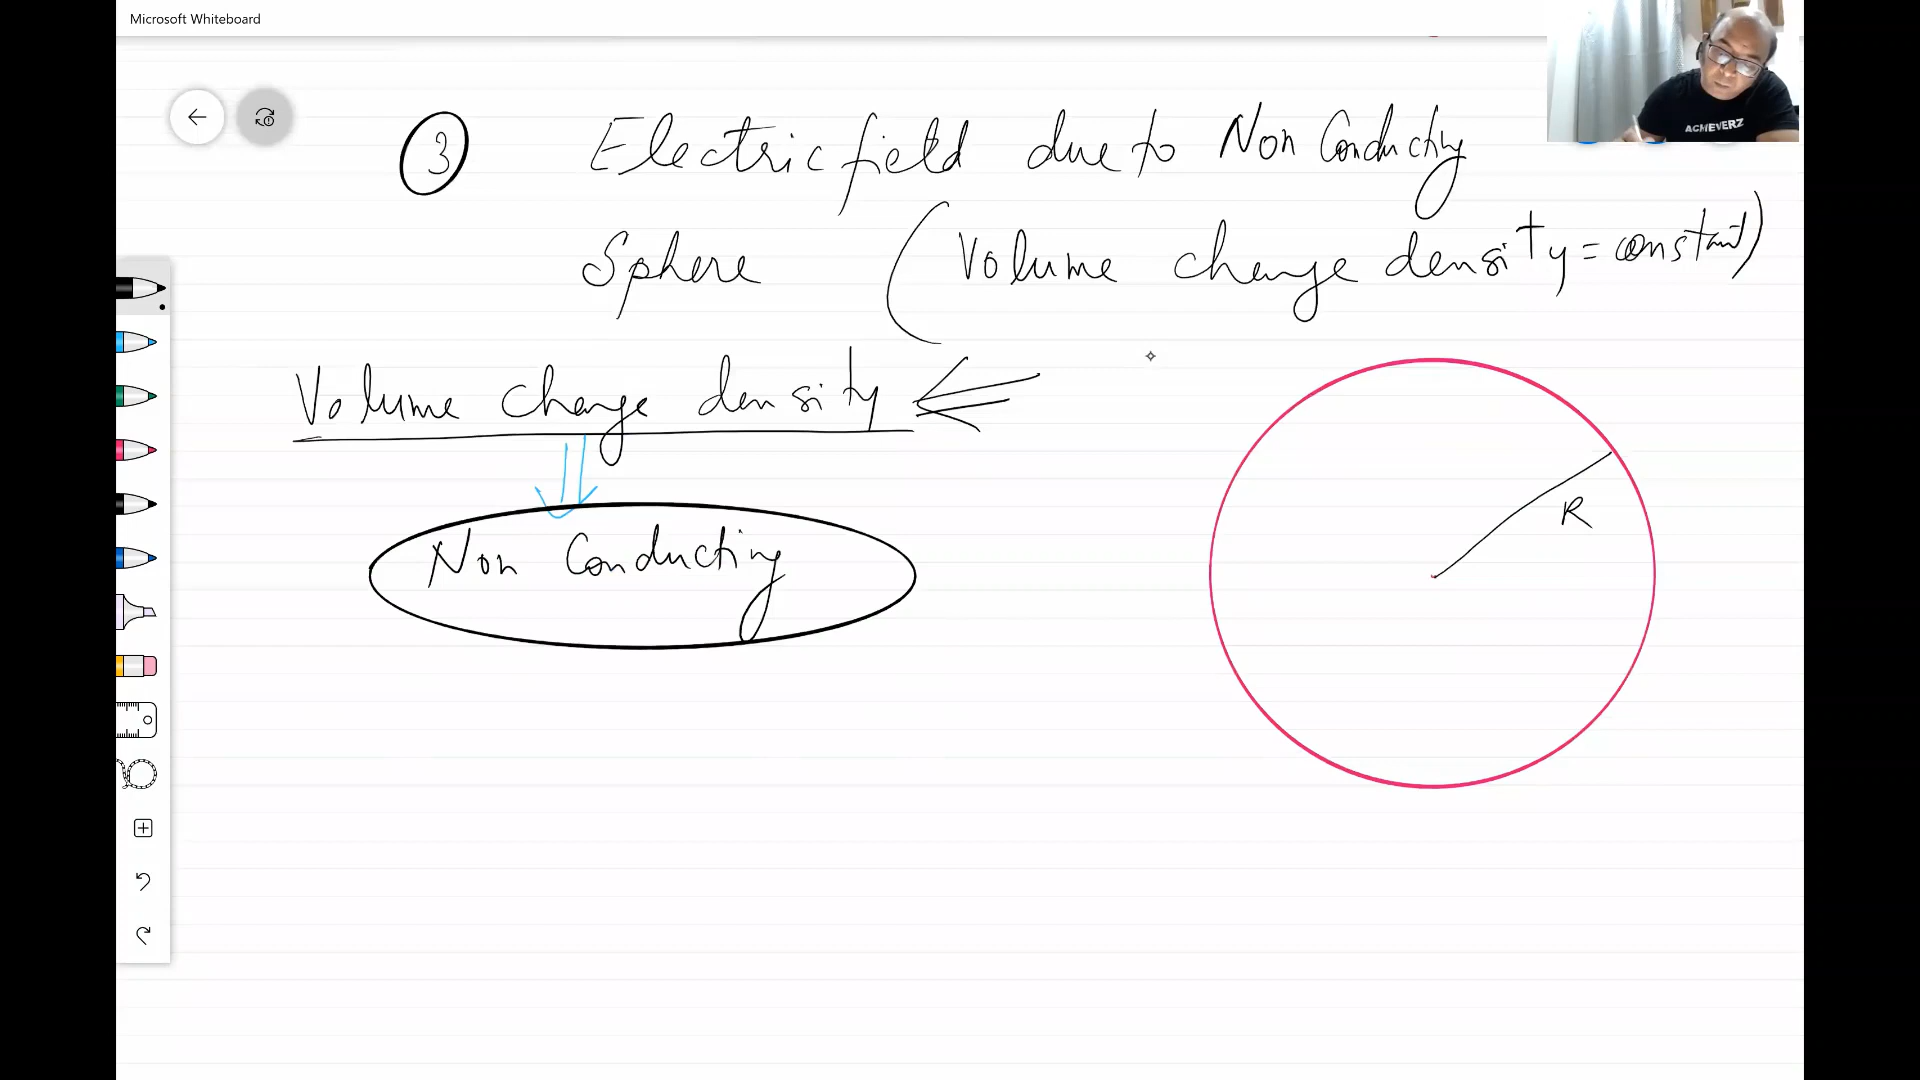 Microsoft Whiteboard
ACHEVERZ
3 Electric field due to Non Conducting
Sphere (Volume charge density = constant)
Volume charge density
Non Conducting
R